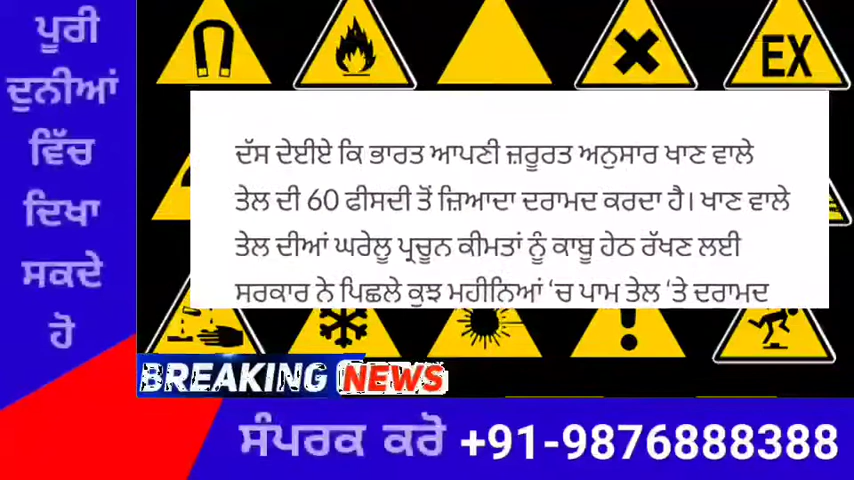 ਪੂਰੀ
ਦੁਨੀਆਂ
ਵਿੱਚ
ਦਿਖਾ
ਸਕਦੇ
ਹੋ
EX
ਦੱਸ ਦੇਈਏ ਕਿ ਭਾਰਤ ਆਪਣੀ ਜ਼ਰੂਰਤ ਅਨੁਸਾਰ ਖਾਣ ਵਾਲੇ
ਤੇਲ ਦੀ 60 ਫੀਸਦੀ ਤੋਂ ਜ਼ਿਆਦਾ ਦਰਾਮਦ ਕਰਦਾ ਹੈ। ਖਾਣ ਵਾਲੇ
ਤੇਲ ਦੀਆਂ ਘਰੇਲੂ ਪ੍ਰਚੂਨ ਕੀਮਤਾਂ ਨੂੰ ਕਾਬੂ ਹੇਠ ਰੱਖਣ ਲਈ
ਸਰਕਾਰ ਨੇ ਪਿਛਲੇ ਕੁਝ ਮਹੀਨਿਆਂ ‘ਚ ਪਾਮ ਤੇਲ ‘ਤੇ ਦਰਾਮਦ
BREAKING NEWS
ਸੰਪਰਕ ਕਰੋ +91-9876888388